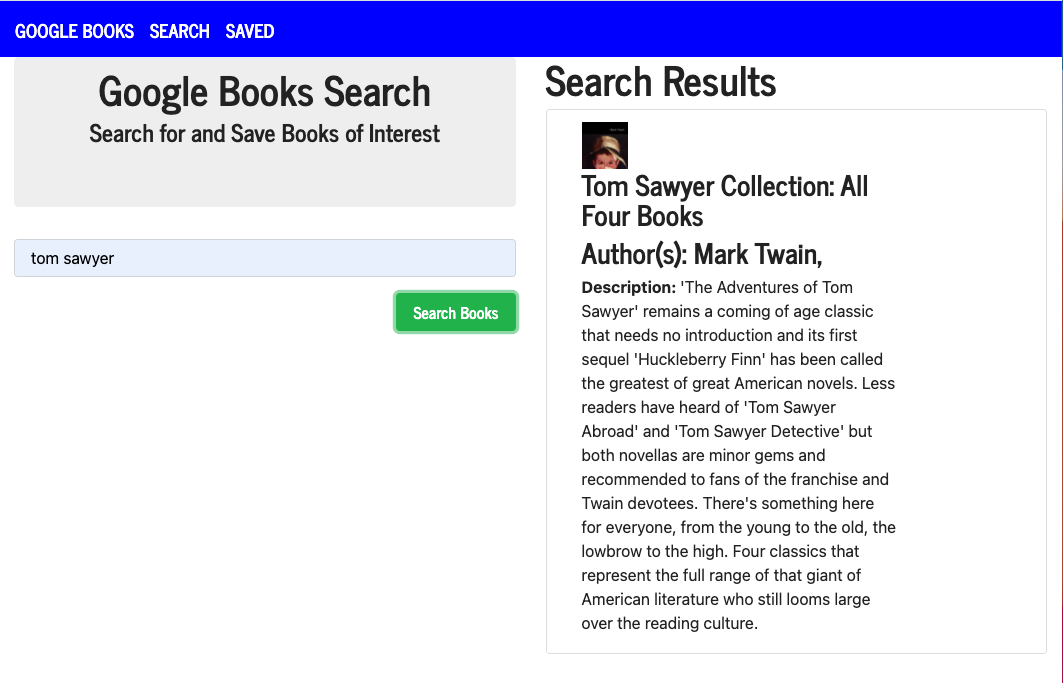 GOOGLE BOOKS SEARCH SAVED
Google Books Search
Search for and Save Books of Interest
tom sawyer
Search Books
Search Results
Tom Sawyer Collection: All
Four Books
Author(s): Mark Twain,
Description: 'The Adventures of Tom
Sawyer' remains a coming of age classic
that needs no introduction and its first
sequel 'Huckleberry Finn' has been called
the greatest of great American novels. Less
readers have heard of 'Tom Sawyer
Abroad' and 'Tom Sawyer Detective' but
both novellas are minor gems and
recommended to fans of the franchise and
Twain devotees. There's something here
for everyone, from the young to the old, the
lowbrow to the high. Four classics that
represent the full range of that giant of
American literature who still looms large
over the reading culture.